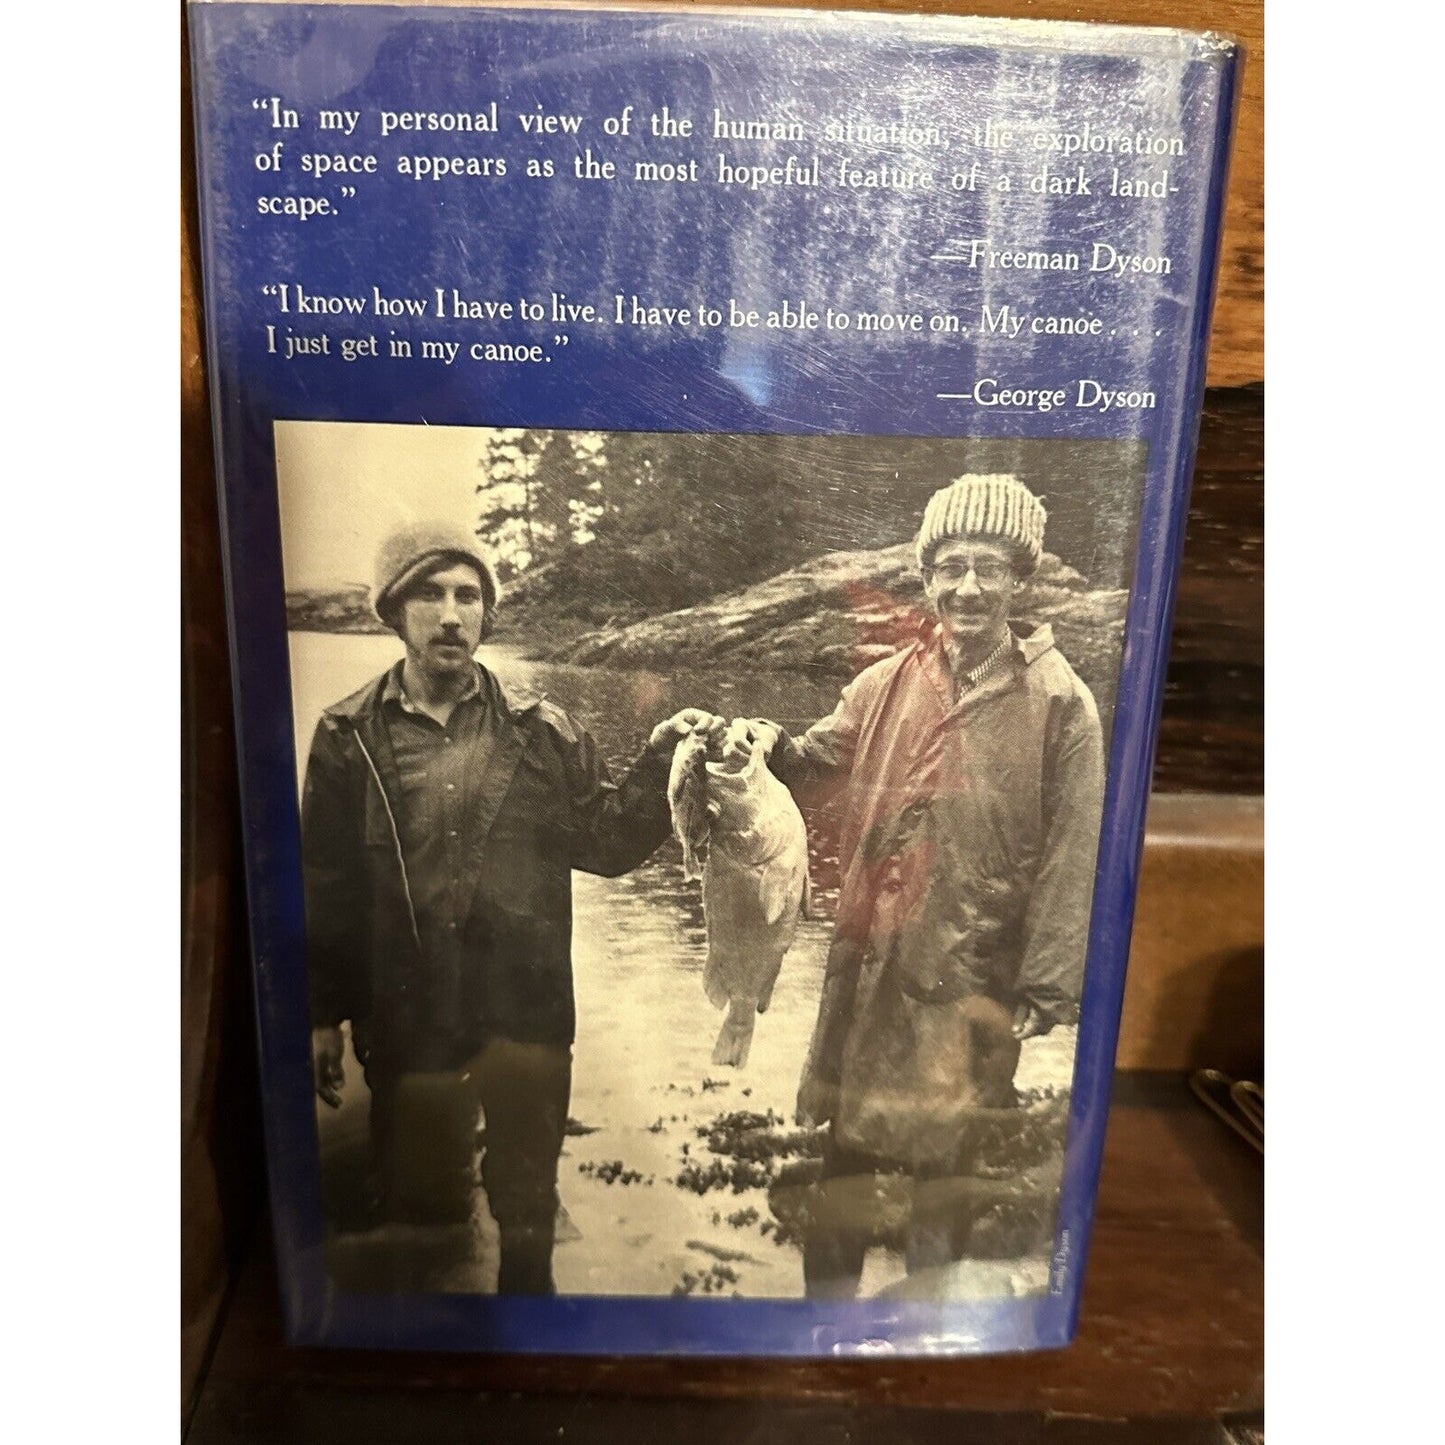 “In my personal view of the human situation, the exploration
of space appears as the most hopeful feature of a dark land-
scape.”
—Freeman Dyson
“I know how I have to live. I have to be able to move on. My canoe . . .
I just get in my canoe.”
—George Dyson
Emily Dyson